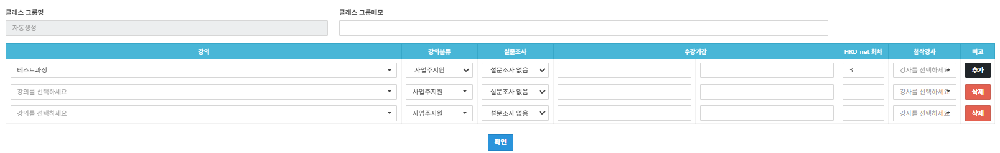 클래스 그룹명 클래스 그룹메모
자동생성
강의 강의분류 설문조사 수강기간 HRD_net 회차 첨삭강사 비고
테스트과정 사업주지원 설문조사 없음 3 강사를 선택하세요 추가
강의를 선택하세요 사업주지원 설문조사 없음 강사를 선택하세요 삭제
강의를 선택하세요 사업주지원 설문조사 없음 강사를 선택하세요 삭제
확인